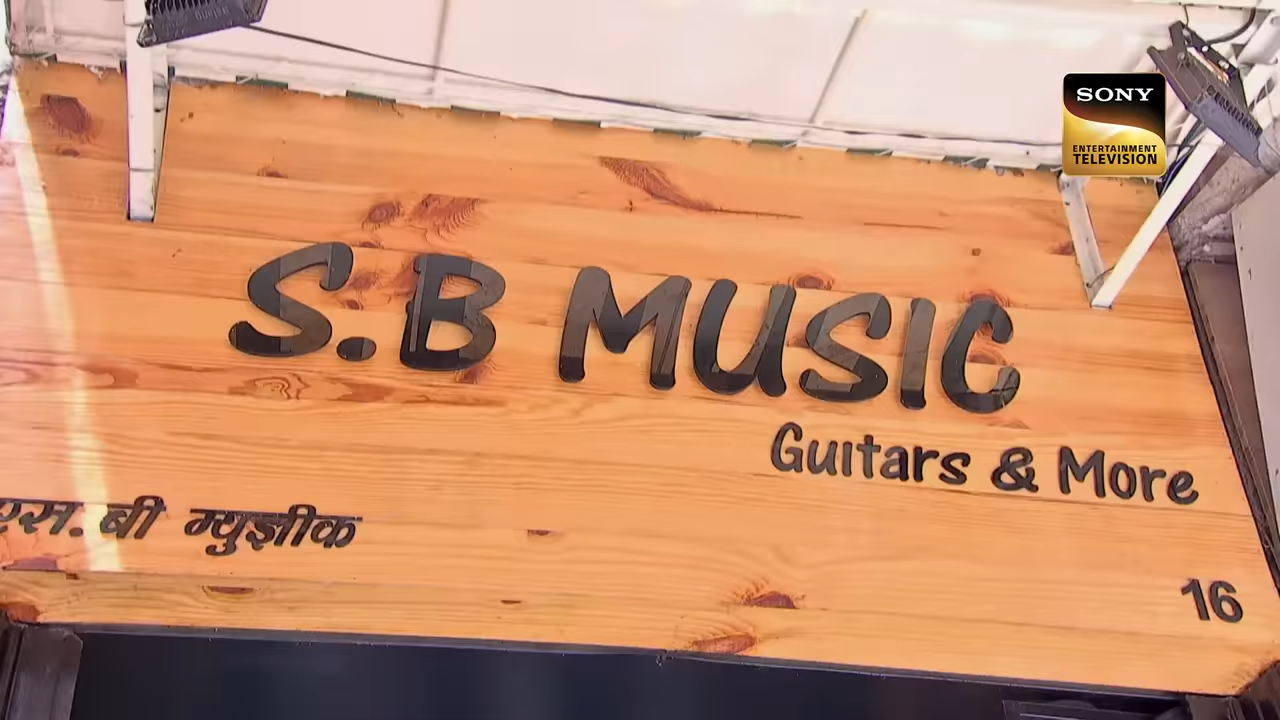 SONY
ENTERTAINMENT
TELEVISION
S.B MUSIC
Guitars & More
एस. बी म्युझीक
16